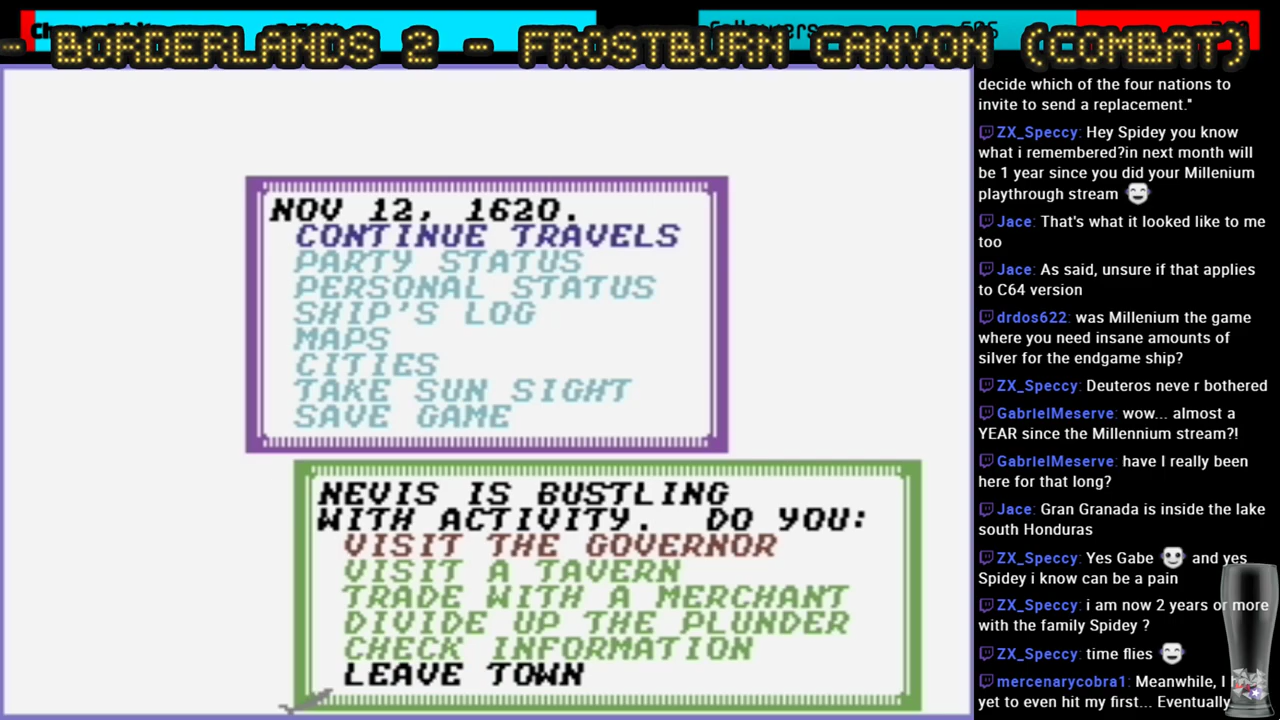 - BORDERLANDS 2 - FROSTBURN CANYON (COMBAT)
decide which of the four nations to
invite to send a replacement."
ZX_Speccy: Hey Spidey you know
what i remembered?in next month will
be 1 year since you did your Millenium
playthrough stream
Jace: That's what it looked like to me
too
Jace: As said, unsure if that applies
to C64 version
drdos622: was Millenium the game
where you need insane amounts of
silver for the endgame ship?
ZX_Speccy: Deuteros neve r bothered
GabrielMeserve: wow... almost a
YEAR since the Millennium stream?!
GabrielMeserve: have I really been
here for that long?
Jace: Gran Granada is inside the lake
south Honduras
ZX_Speccy: Yes Gabe and yes
Spidey i know can be a pain
ZX_Speccy: i am now 2 years or more
with the family Spidey ?
ZX_Speccy: time flies
mercenarycobra1: Meanwhile, I h
yet to even hit my first... Eventually
NOV 12, 1620.
CONTINUE TRAVELS
PARTY STATUS
PERSONAL STATUS
SHIP'S LOG
MAPS
CITIES
TAKE SUN SIGHT
SAVE GAME
NEVIS IS BUSTLING
WITH ACTIVITY. DO YOU:
VISIT THE GOVERNOR
VISIT A TAVERN
TRADE WITH A MERCHANT
DIVIDE UP THE PLUNDER
CHECK INFORMATION
LEAVE TOWN